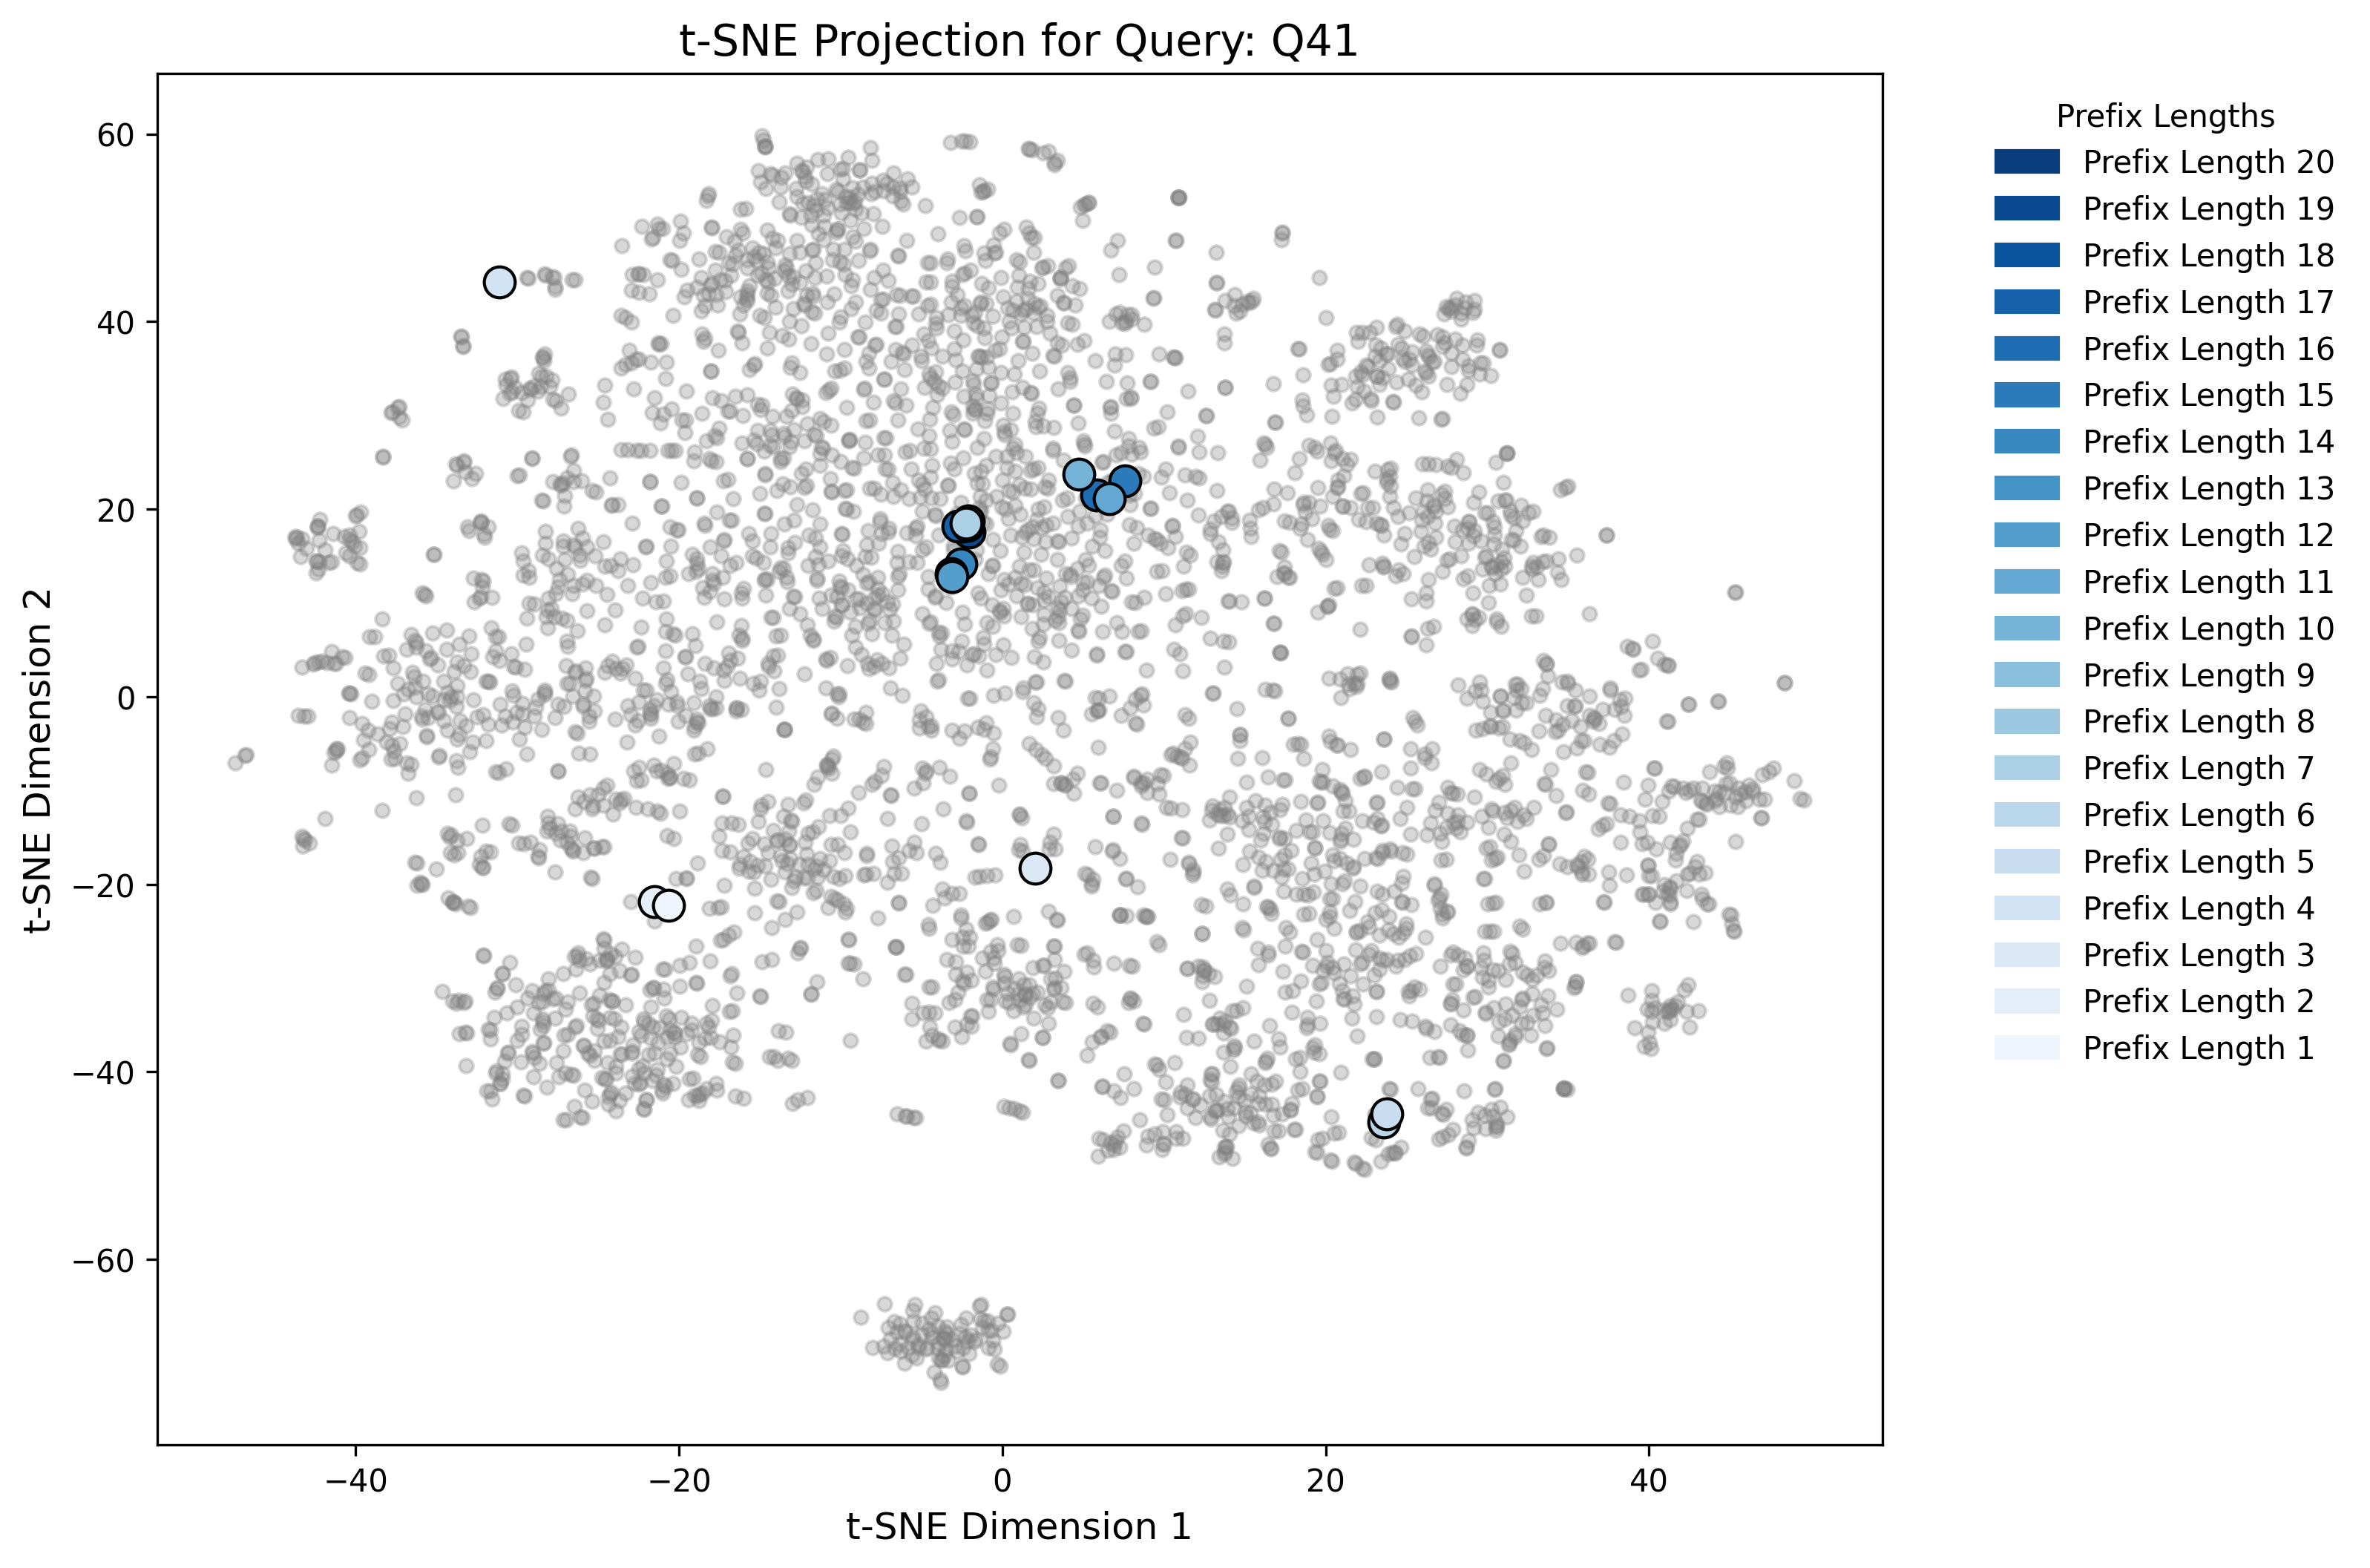 t-SNE Projection for Query: Q41
60
40
20
0
−20
−40
−60
t-SNE Dimension 2
−40
−20
0
20
40
t-SNE Dimension 1
Prefix Lengths
Prefix Length 20
Prefix Length 19
Prefix Length 18
Prefix Length 17
Prefix Length 16
Prefix Length 15
Prefix Length 14
Prefix Length 13
Prefix Length 12
Prefix Length 11
Prefix Length 10
Prefix Length 9
Prefix Length 8
Prefix Length 7
Prefix Length 6
Prefix Length 5
Prefix Length 4
Prefix Length 3
Prefix Length 2
Prefix Length 1